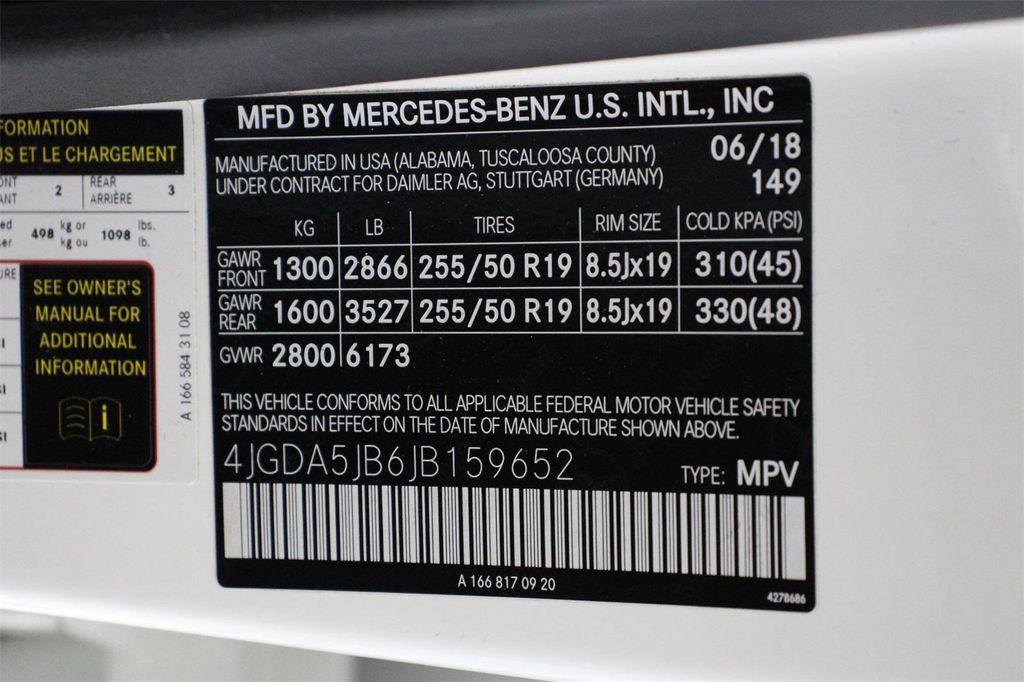 FORMATION
US ET LE CHARGEMENT
2 REAR ARRIÈRE 3
498 kg or kg ou 1098 lbs. lb.
SEE OWNER'S
MANUAL FOR
ADDITIONAL
INFORMATION
i
A 166 584 31 08
MFD BY MERCEDES-BENZ U.S. INTL., INC
MANUFACTURED IN USA (ALABAMA, TUSCALOOSA COUNTY) 06/18
UNDER CONTRACT FOR DAIMLER AG, STUTTGART (GERMANY) 149
KG LB TIRES RIM SIZE COLD KPA (PSI)
GAWR FRONT 1300 2866 255/50 R19 8.5Jx19 310(45)
GAWR REAR 1600 3527 255/50 R19 8.5Jx19 330(48)
GVWR 2800 6173
THIS VEHICLE CONFORMS TO ALL APPLICABLE FEDERAL MOTOR VEHICLE SAFETY
STANDARDS IN EFFECT ON THE DATE OF MANUFACTURE SHOWN ABOVE.
4JGDA5JB6JB159652 TYPE: MPV
A 166 817 09 20
4278686